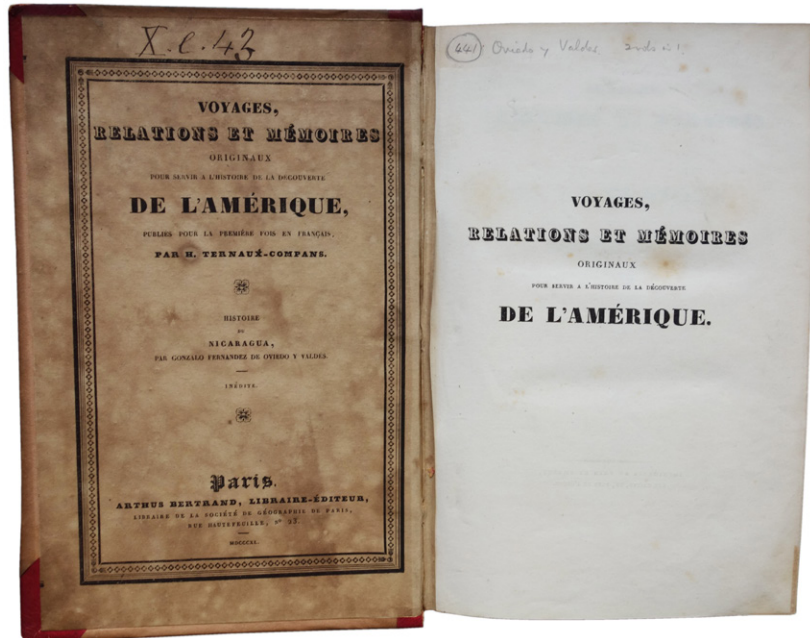 X. l. 43
VOYAGES,
RELATIONS ET MÉMOIRES
ORIGINAUX
POUR SERVIR A L'HISTOIRE DE LA DÉCOUVERTE
DE L'AMÉRIQUE,
PUBLIÉS POUR LA PREMIÈRE FOIS EN FRANÇAIS,
PAR H. TERNAUX-COMPANS.
HISTOIRE
DU
NICARAGUA,
PAR GONZALO FERNANDEZ DE OVIEDO Y VALDES.
INÉDITE.
Paris.
ARTHUS BERTRAND, LIBRAIRE-ÉDITEUR,
LIBRAIRE DE LA SOCIÉTÉ DE GÉOGRAPHIE DE PARIS,
RUE HAUTEFEUILLE, nº 23.
MDCCCXL.
441 Oviedo y Valdes.
VOYAGES,
RELATIONS ET MÉMOIRES
ORIGINAUX
POUR SERVIR A L'HISTOIRE DE LA DÉCOUVERTE
DE L'AMÉRIQUE.